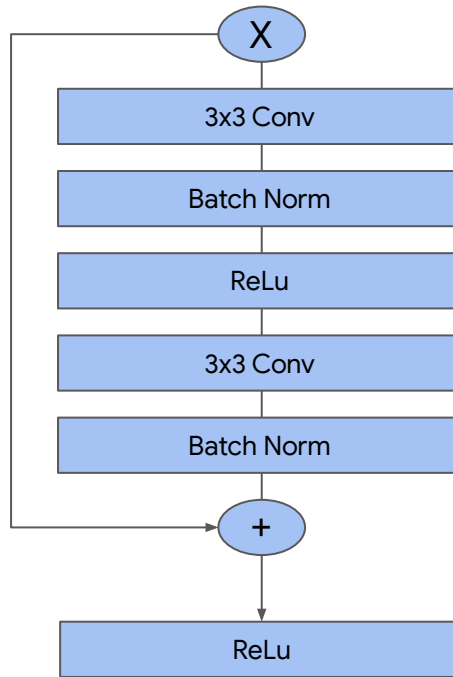 X
3x3 Conv
Batch Norm
ReLu
3x3 Conv
Batch Norm
+
ReLu